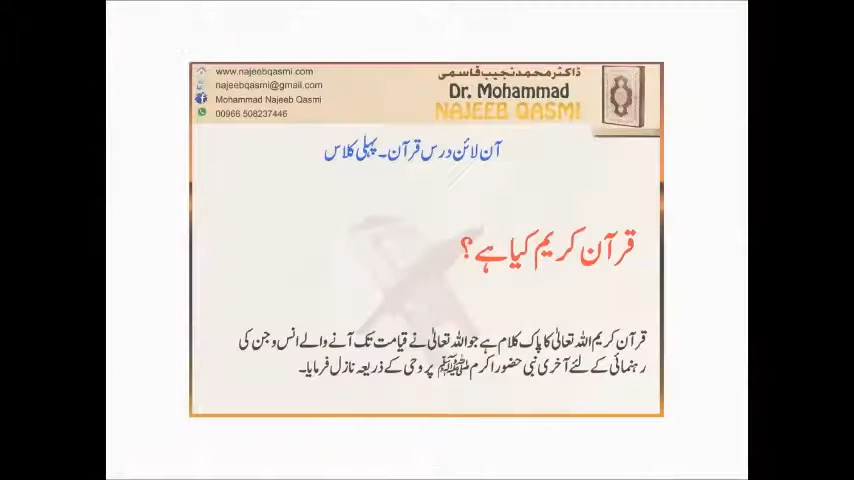 www.najeebqasmi.com
najeebqasmi@gmail.com
Mohammad Najeeb Qasmi
00966 508237446
ڈاکٹر محمد نجیب قاسمی
Dr. Mohammad
NAJEEB QASMI
آن لائن درس قرآن۔ پہلی کلاس
قرآن کریم کیا ہے؟
قرآن کریم اللہ تعالیٰ کا پاک کلام ہے جو اللہ تعالیٰ نے قیامت تک آنے والے انس و جن کی
رہنمائی کے لئے آخری نبی حضور اکرم ﷺ پر وحی کے ذریعہ نازل فرمایا۔